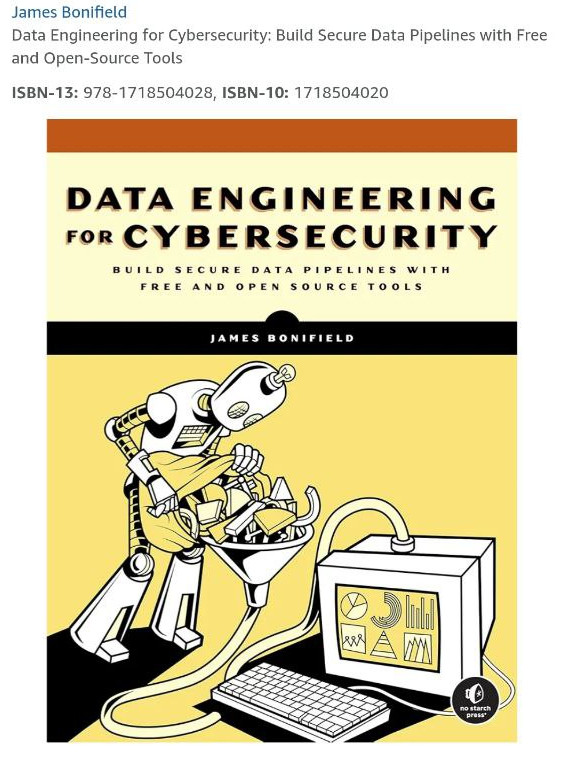 James Bonifield
Data Engineering for Cybersecurity: Build Secure Data Pipelines with Free
and Open-Source Tools
ISBN-13: 978-1718504028, ISBN-10: 1718504020
DATA ENGINEERING
FOR CYBERSECURITY
BUILD SECURE DATA PIPELINES WITH
FREE AND OPEN SOURCE TOOLS
JAMES BONIFIELD
no starch
press®